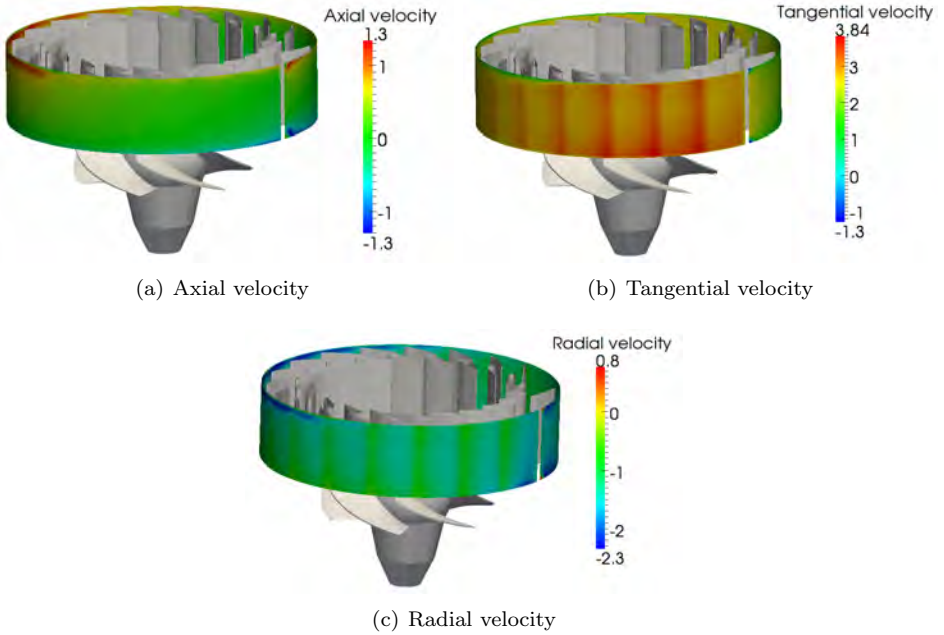 Axial velocity
1.3
1
0
-1
-1.3
(a) Axial velocity
Tangential velocity
3.84
3
2
1
0
-1
-1.3
(b) Tangential velocity
Radial velocity
0.8
0
-1
-2
-2.3
(c) Radial velocity